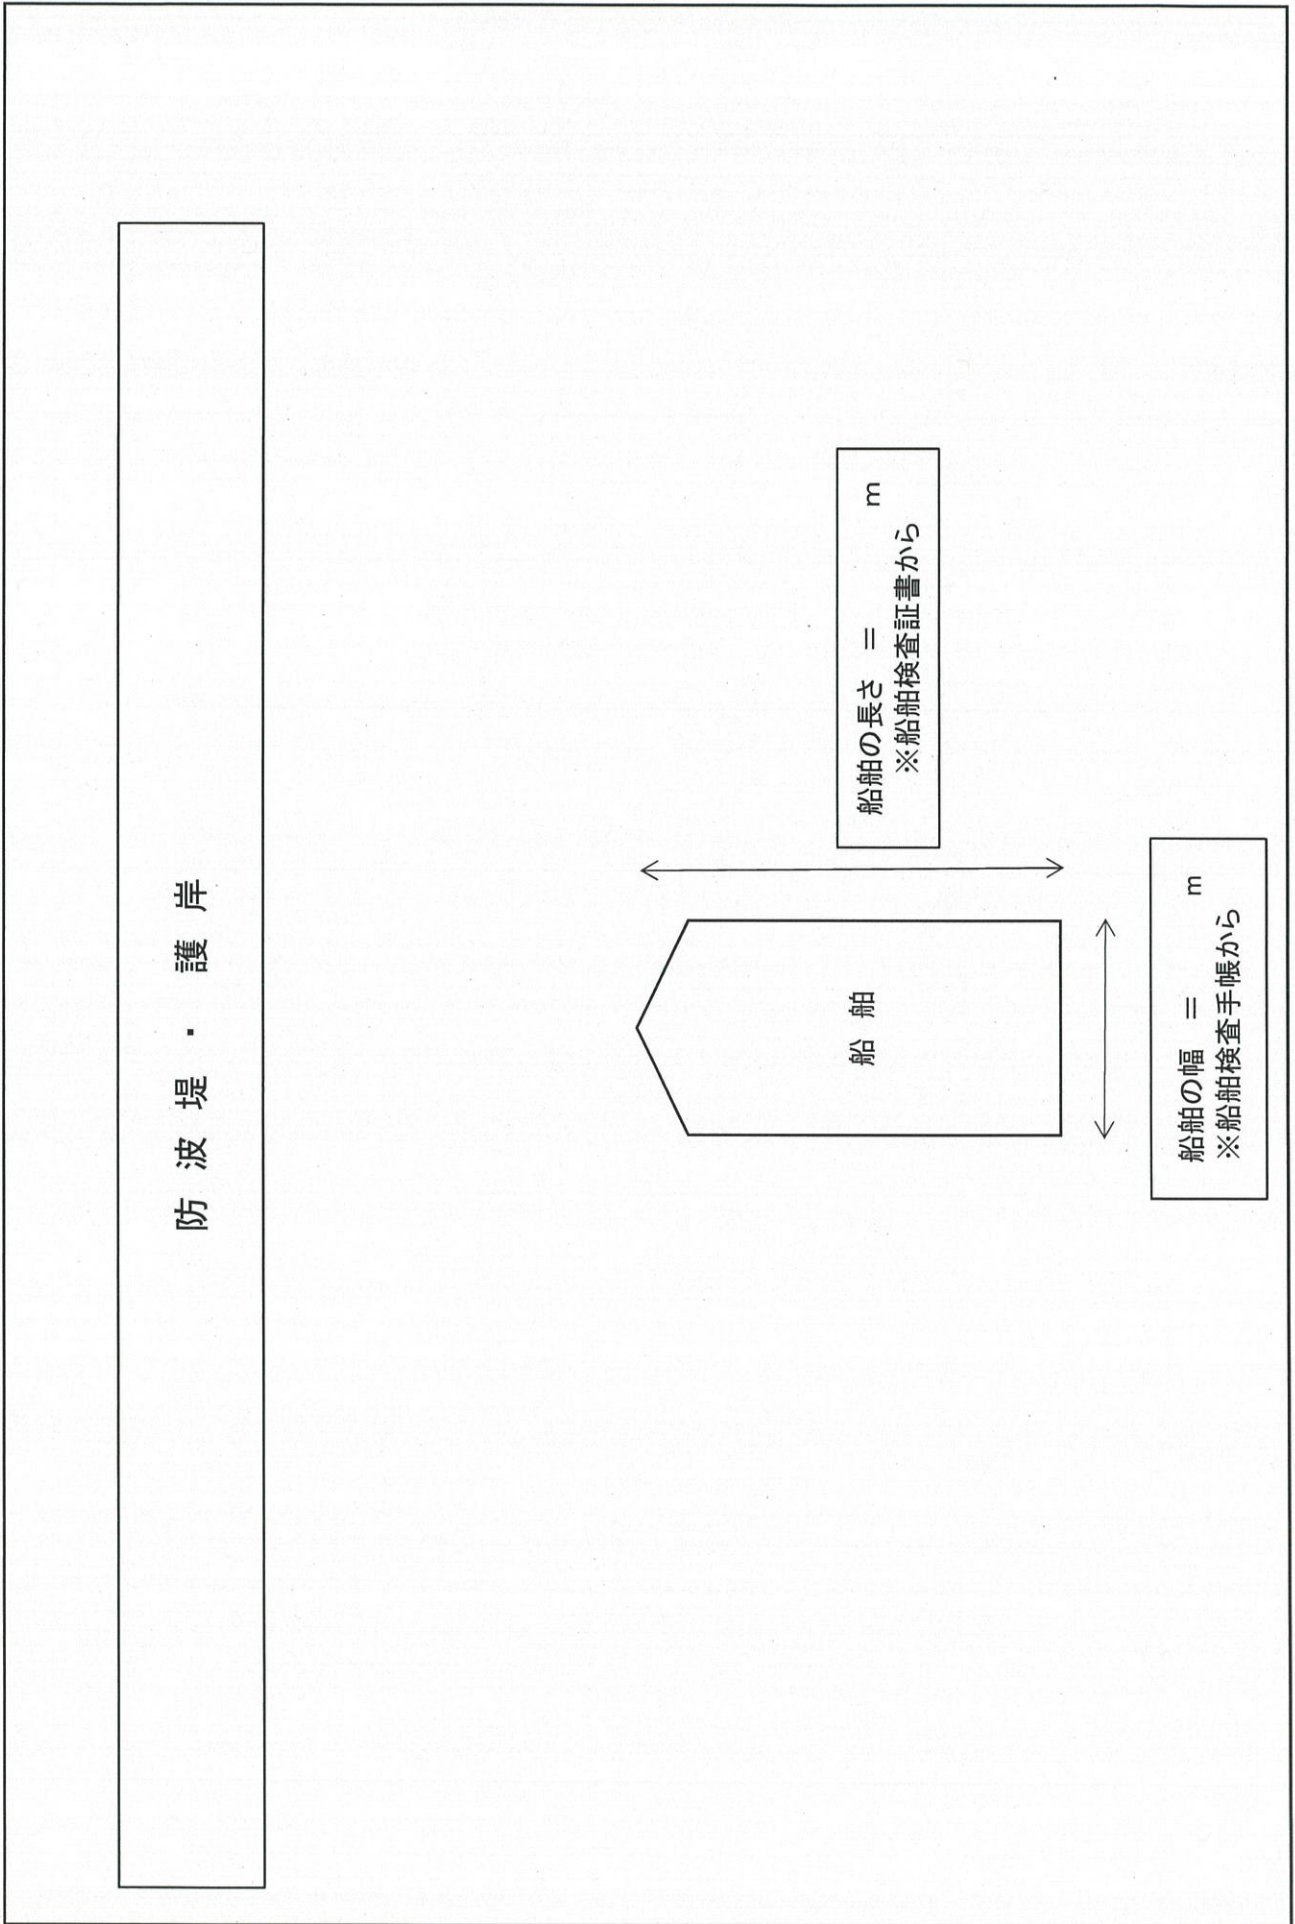 防波堤・護岸
船舶
船舶の長さ = m
※船舶検査証書から
船舶の幅 = m
※船舶検査手帳から